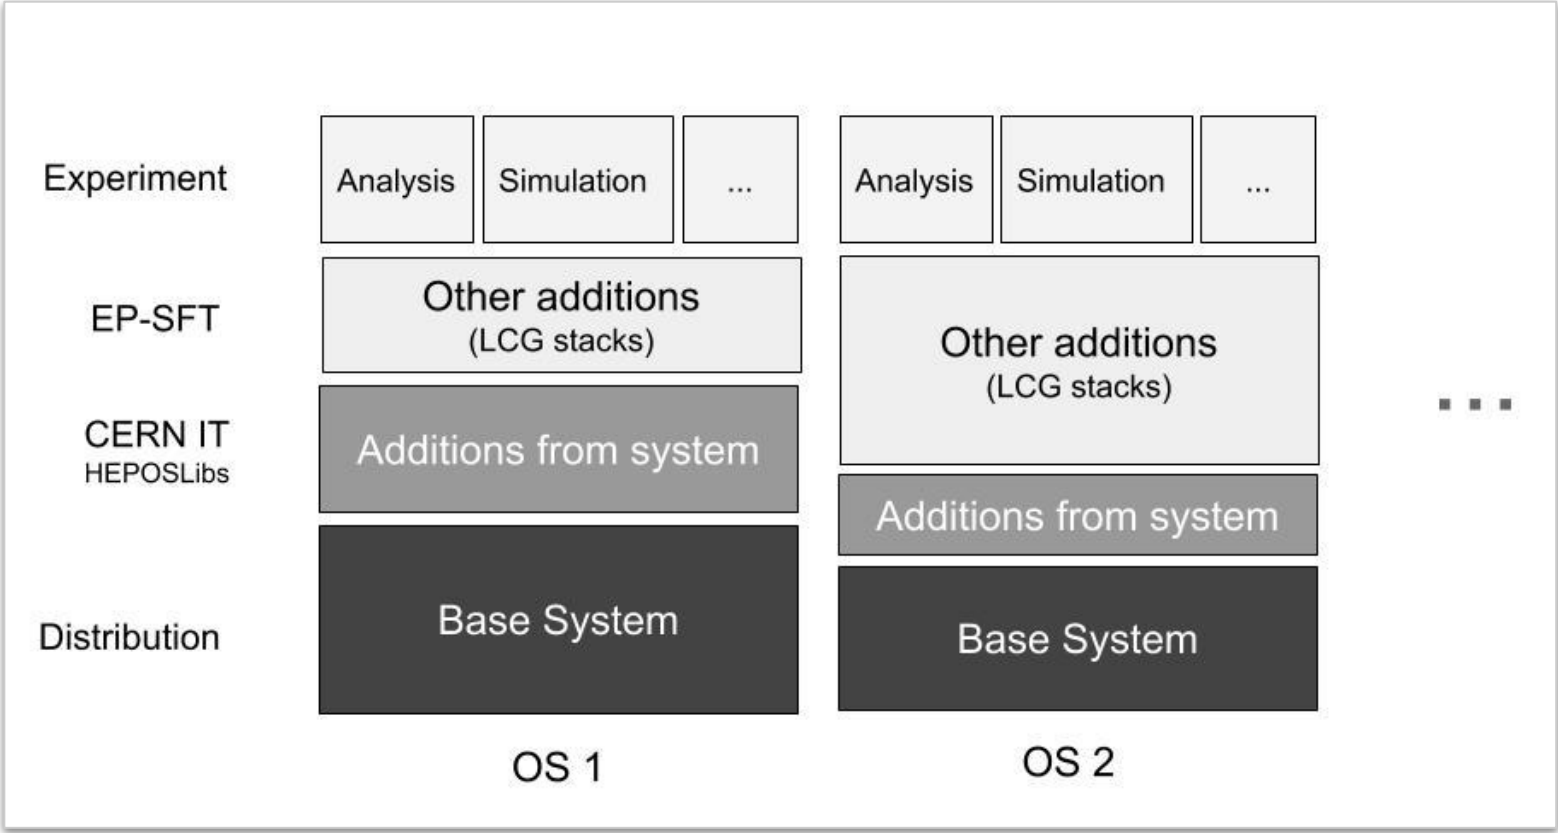 Experiment
Analysis
Simulation
...
Analysis
Simulation
...
EP-SFT
Other additions
(LCG stacks)
Other additions
(LCG stacks)
CERN IT
HEPOSLibs
Additions from system
Additions from system
Distribution
Base System
Base System
OS 1
OS 2
...